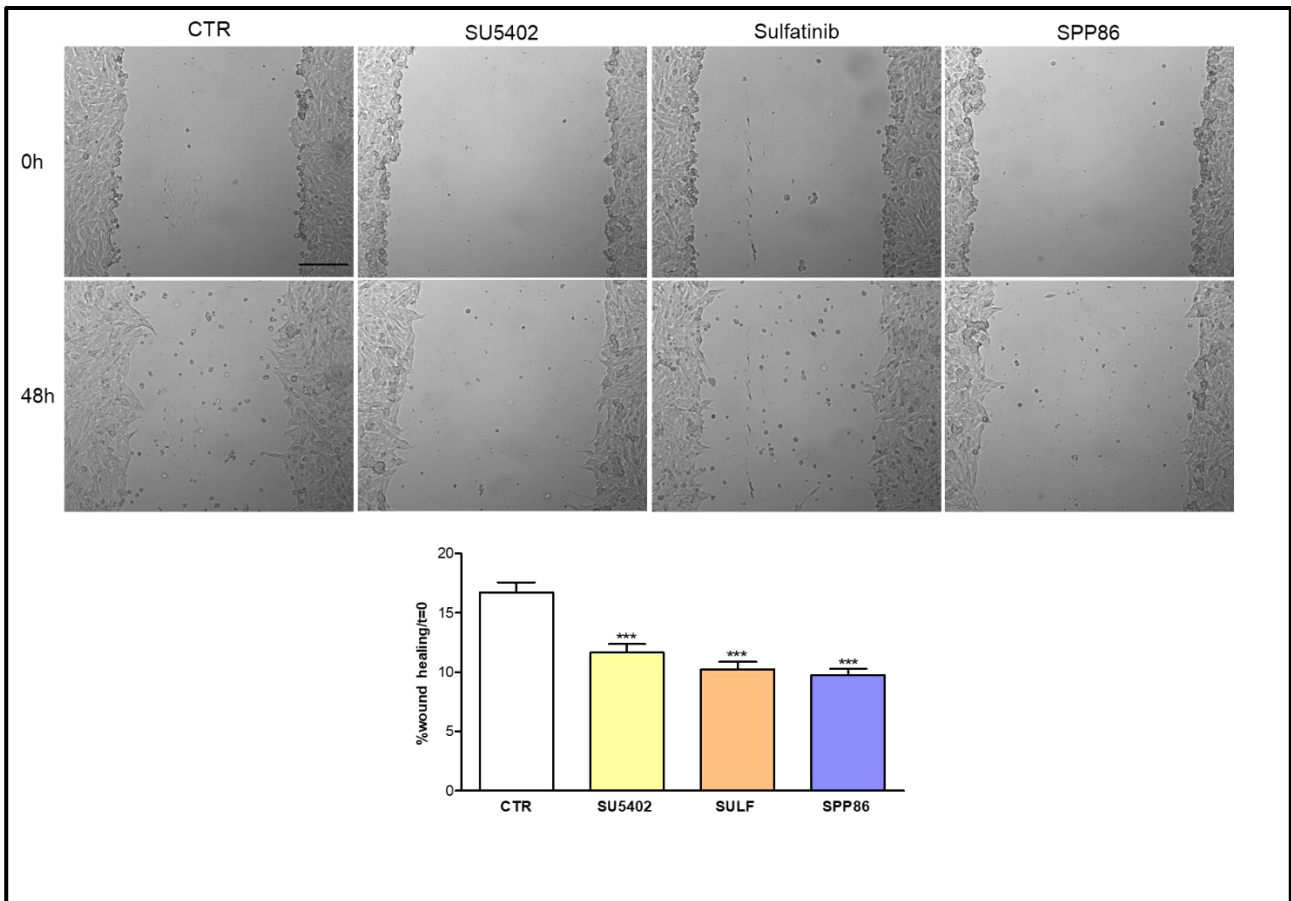 CTR SU5402 Sulfatinib SPP86
0h
48h
%wound healing/t=0
20
15
10
5
0
*** *** ***
CTR SU5402 SULF SPP86